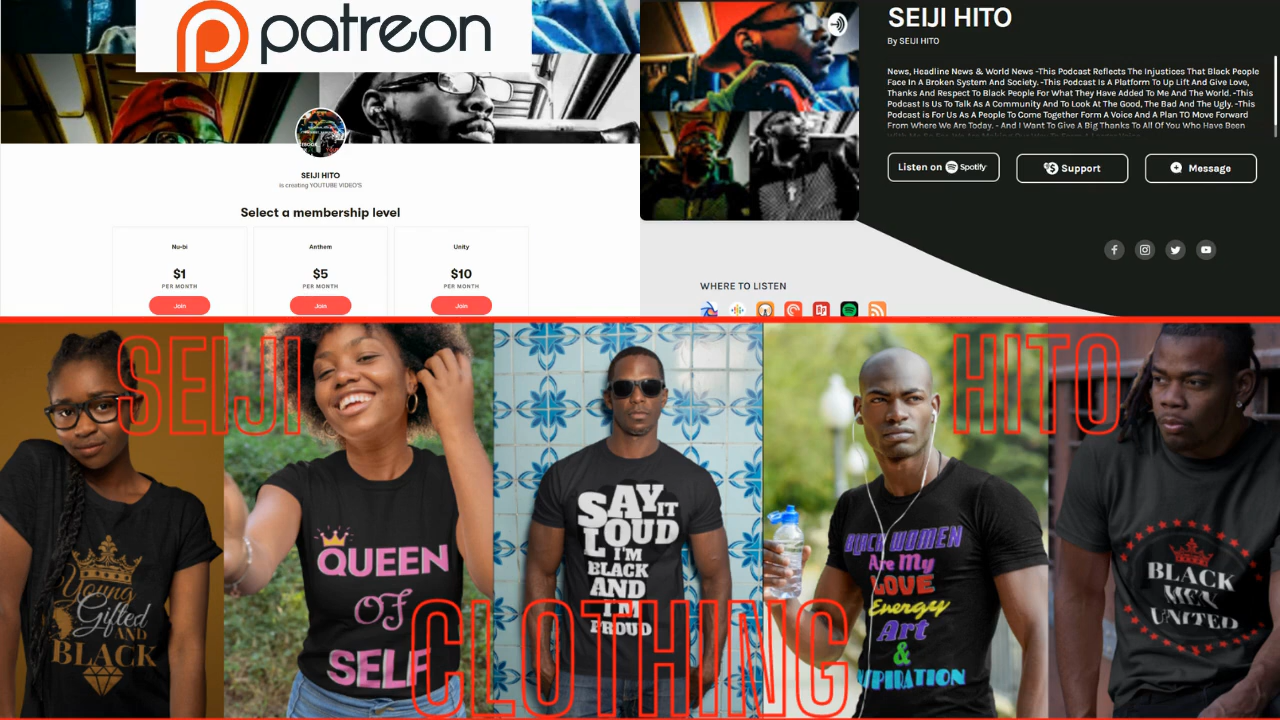 patreon
SEIJI HITO
is creating YOUTUBE VIDEO'S
Select a membership level
Nu-bi
Anthem
Unity
$1
$5
$10
PER MONTH
PER MONTH
PER MONTH
Join
Join
Join
SEIJI HITO
By SEIJI HITO
News, Headline News & World News -This Podcast Reflects The Injustices That Black People
Face In A Broken System And Society. -This Podcast Is A Platform To Up Lift And Give Love,
Thanks And Respect To Black People For What They Have Added To Me And The World. -This
Podcast Is Us To Talk As A Community And To Look At The Good, The Bad And The Ugly. -This
Podcast is For Us As A People To Come Together Form A Voice And A Plan TO Move Forward
From Where We Are Today. - And I Want To Give A Big Thanks To All Of You Who Have Been
Listen on Spotify
Support
Message
WHERE TO LISTEN
SEIJI HITO
CLOTHING
Young
Gifted
AND
BLACK
QUEEN
OF
SELF
SAY IT
LOUD
I'M
BLACK
AND
I'M
PROUD
BLACK WOMEN
Are My
LOVE
Energy
Art
&
BLACK
MEN
UNITED